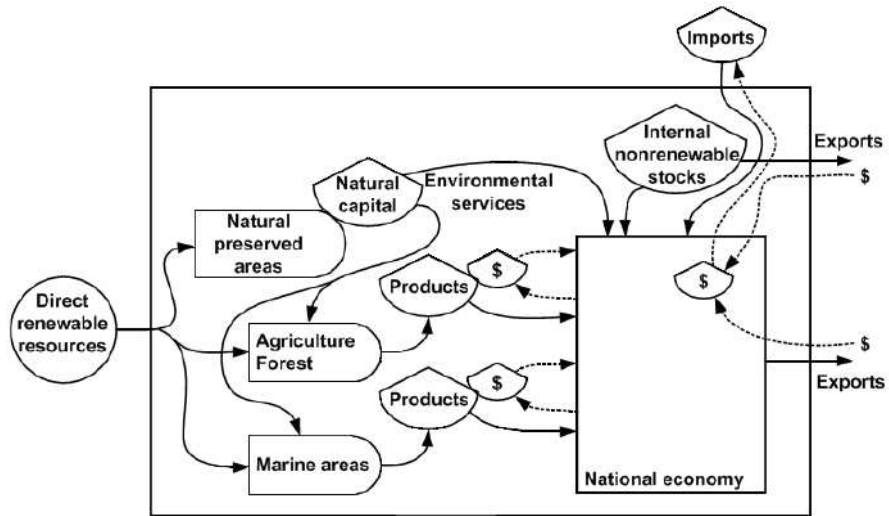 Imports
Internal
nonrenewable
stocks
Exports
$
Natural
capital
Environmental
services
Natural
preserved
areas
Direct
renewable
resources
Products
$
$
Agriculture
Forest
$
Exports
Products
$
Marine areas
National economy